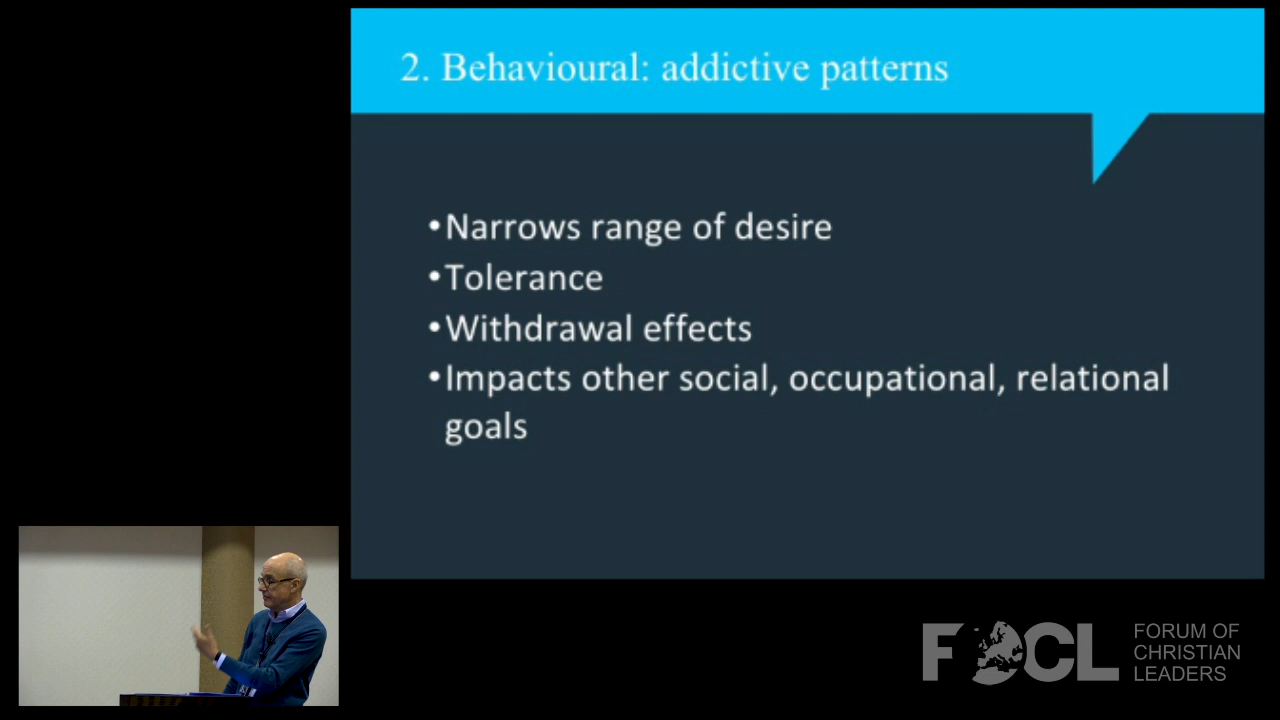 2. Behavioural: addictive patterns
•Narrows range of desire
•Tolerance
•Withdrawal effects
•Impacts other social, occupational, relational
goals
FOCL
FORUM OF
CHRISTIAN
LEADERS